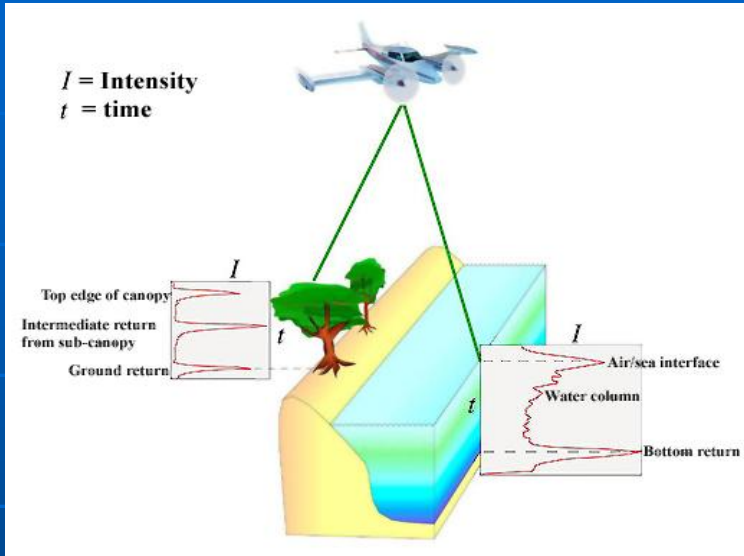 I = Intensity
t = time
I
Top edge of canopy
Intermediate return
from sub-canopy
t
Ground return
I
Air/sea interface
Water column
t
Bottom return